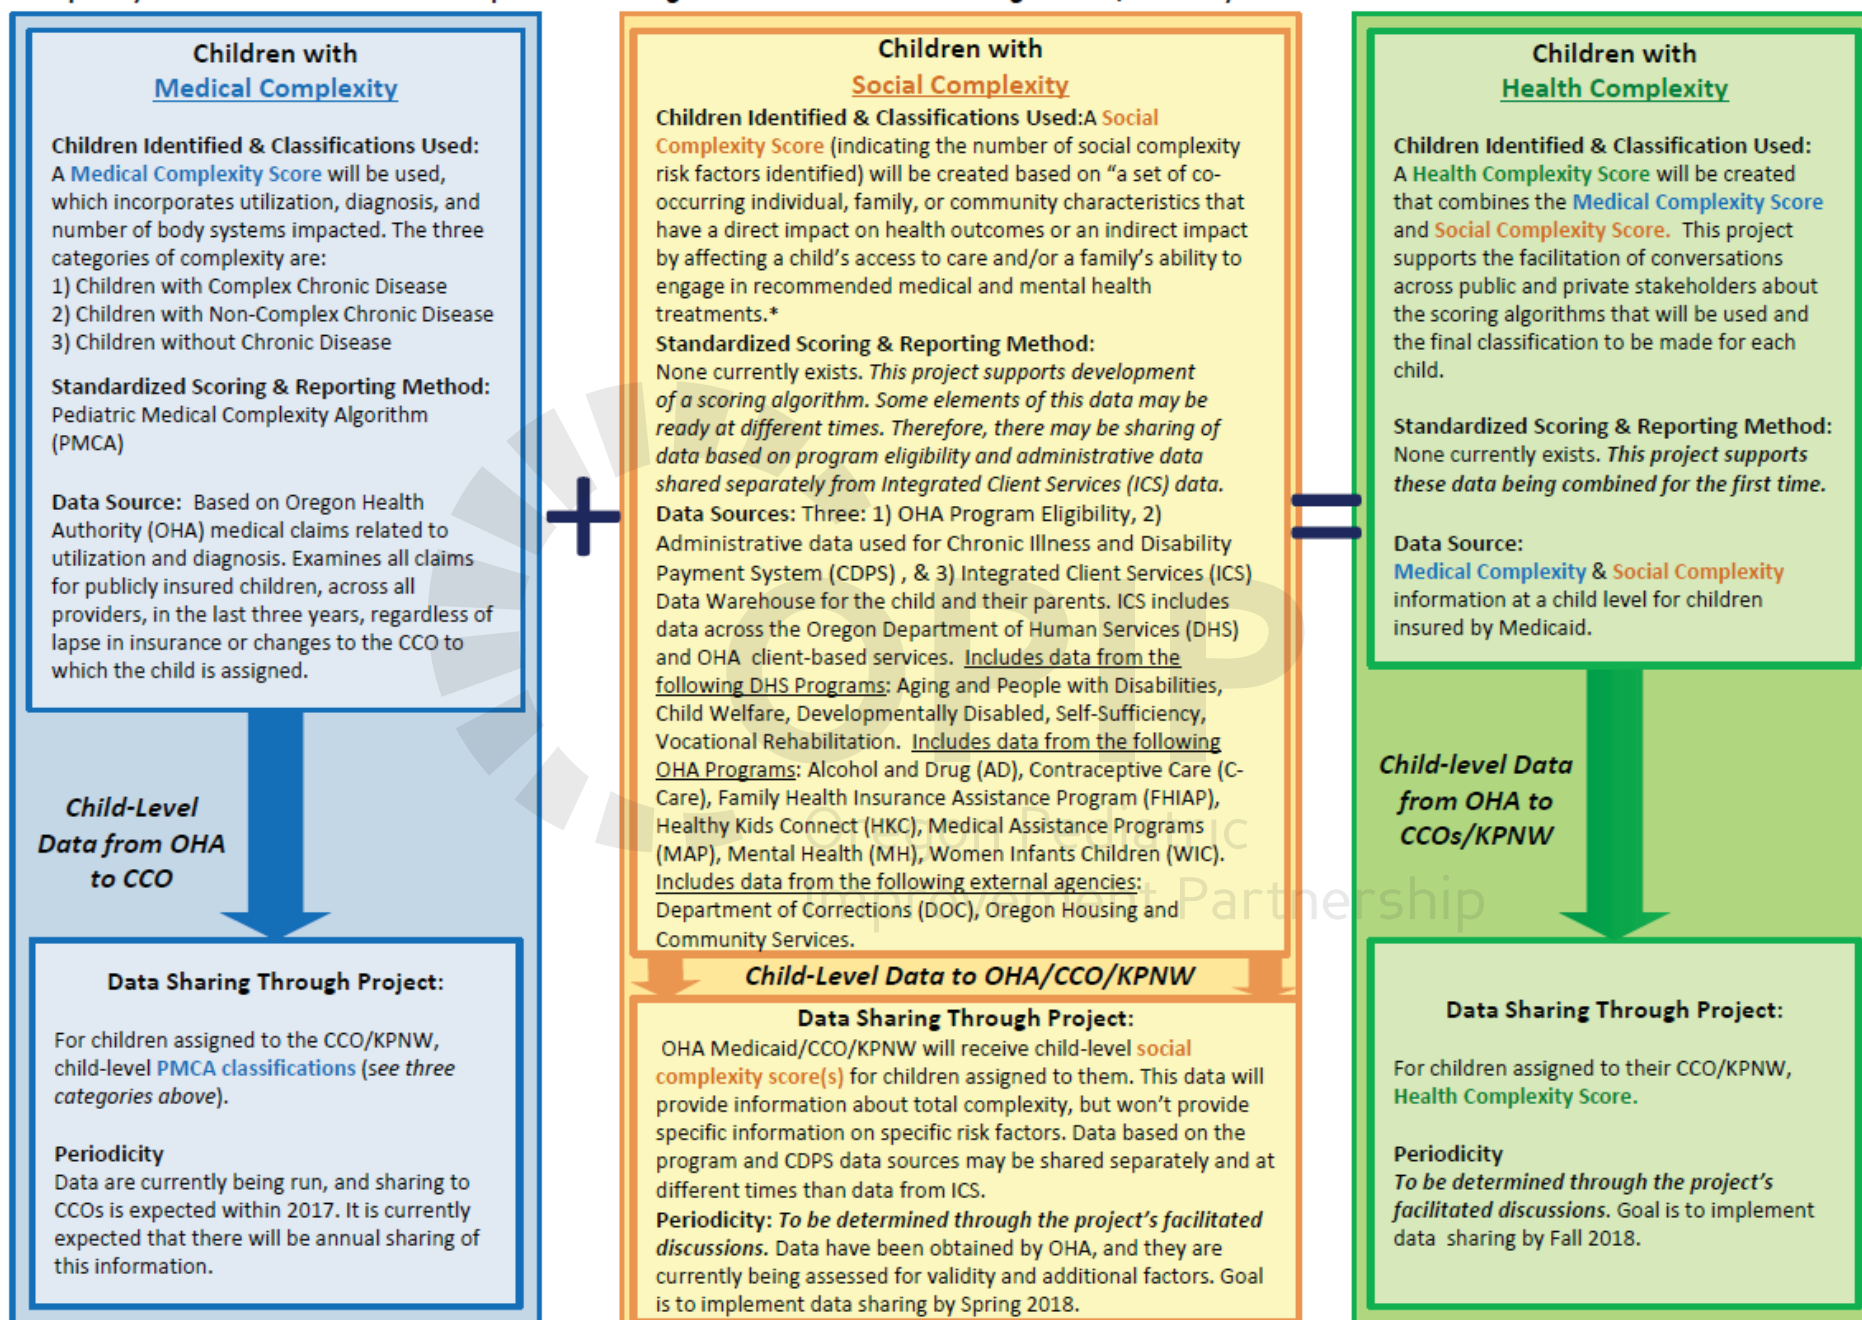 Children with
Medical Complexity
Children Identified & Classifications Used:
A Medical Complexity Score will be used,
which incorporates utilization, diagnosis, and
number of body systems impacted. The three
categories of complexity are:
1) Children with Complex Chronic Disease
2) Children with Non-Complex Chronic Disease
3) Children without Chronic Disease
Standardized Scoring & Reporting Method:
Pediatric Medical Complexity Algorithm
(PMCA)
Data Source: Based on Oregon Health
Authority (OHA) medical claims related to
utilization and diagnosis. Examines all claims
for publicly insured children, across all
providers, in the last three years, regardless of
lapse in insurance or changes to the CCO to
which the child is assigned.
Child-Level
Data from OHA
to CCO
Data Sharing Through Project:
For children assigned to the CCO/KPNW,
child-level PMCA classifications (see three
categories above).
Periodicity
Data are currently being run, and sharing to
CCOs is expected within 2017. It is currently
expected that there will be annual sharing of
this information.
+
Children with
Social Complexity
Children Identified & Classifications Used:A Social
Complexity Score (indicating the number of social complexity
risk factors identified) will be created based on “a set of co-
occurring individual, family, or community characteristics that
have a direct impact on health outcomes or an indirect impact
by affecting a child’s access to care and/or a family’s ability to
engage in recommended medical and mental health
treatments.*
Standardized Scoring & Reporting Method:
None currently exists. This project supports development
of a scoring algorithm. Some elements of this data may be
ready at different times. Therefore, there may be sharing of
data based on program eligibility and administrative data
shared separately from Integrated Client Services (ICS) data.
Data Sources: Three: 1) OHA Program Eligibility, 2)
Administrative data used for Chronic Illness and Disability
Payment System (CDPS) , & 3) Integrated Client Services (ICS)
Data Warehouse for the child and their parents. ICS includes
data across the Oregon Department of Human Services (DHS)
and OHA client-based services. Includes data from the
following DHS Programs: Aging and People with Disabilities,
Child Welfare, Developmentally Disabled, Self-Sufficiency,
Vocational Rehabilitation. Includes data from the following
OHA Programs: Alcohol and Drug (AD), Contraceptive Care (C-
Care), Family Health Insurance Assistance Program (FHIAP),
Healthy Kids Connect (HKC), Medical Assistance Programs
(MAP), Mental Health (MH), Women Infants Children (WIC).
Includes data from the following external agencies:
Department of Corrections (DOC), Oregon Housing and
Community Services.
Child-Level Data to OHA/CCO/KPNW
Data Sharing Through Project:
OHA Medicaid/CCO/KPNW will receive child-level social
complexity score(s) for children assigned to them. This data will
provide information about total complexity, but won’t provide
specific information on specific risk factors. Data based on the
program and CDPS data sources may be shared separately and at
different times than data from ICS.
Periodicity: To be determined through the project’s facilitated
discussions. Data have been obtained by OHA, and they are
currently being assessed for validity and additional factors. Goal
is to implement data sharing by Spring 2018.
=
Children with
Health Complexity
Children Identified & Classification Used:
A Health Complexity Score will be created
that combines the Medical Complexity Score
and Social Complexity Score. This project
supports the facilitation of conversations
across public and private stakeholders about
the scoring algorithms that will be used and
the final classification to be made for each
child.
Standardized Scoring & Reporting Method:
None currently exists. This project supports
these data being combined for the first time.
Data Source:
Medical Complexity & Social Complexity
information at a child level for children
insured by Medicaid.
Child-level Data
from OHA to
CCOs/KPNW
Data Sharing Through Project:
For children assigned to their CCO/KPNW,
Health Complexity Score.
Periodicity
To be determined through the project’s
facilitated discussions. Goal is to implement
data sharing by Fall 2018.
OPIP
Oregon Pediatric
Improvement Partnership